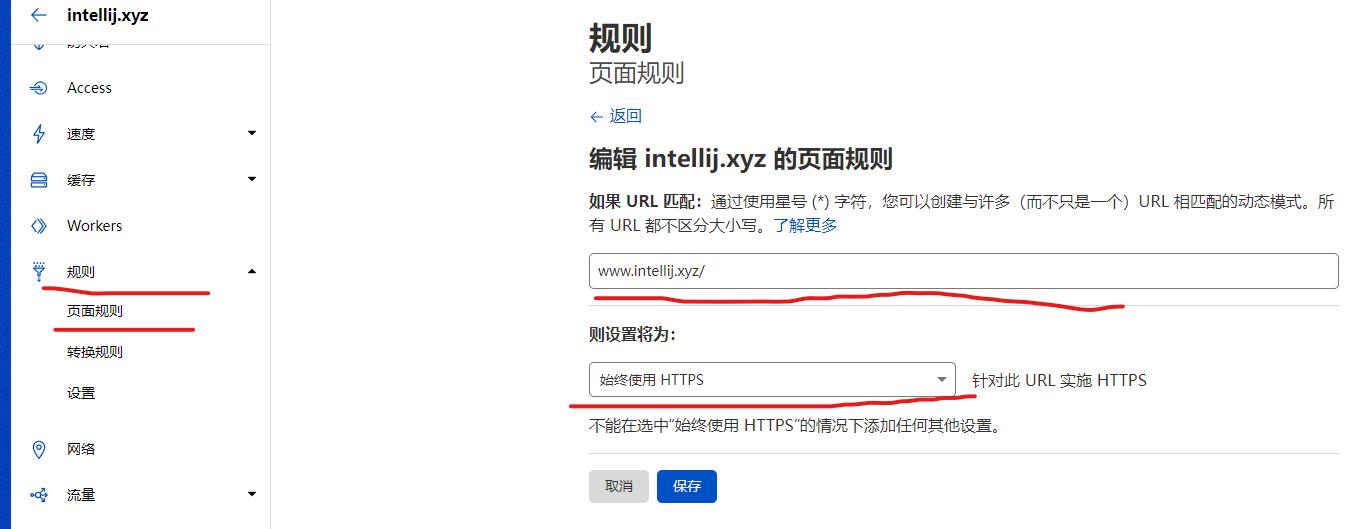 intellij.xyz
Access
速度
缓存
Workers
规则
页面规则
转换规则
设置
网络
流量
规则
页面规则
← 返回
编辑 intellij.xyz 的页面规则
如果 URL 匹配：通过使用星号 (*) 字符，您可以创建与许多（而不只是一个）URL 相匹配的动态模式。所
有 URL 都不区分大小写。了解更多
www.intellij.xyz/
则设置将为：
始终使用 HTTPS
针对此 URL 实施 HTTPS
不能在选中"始终使用 HTTPS"的情况下添加任何其他设置。
取消
保存